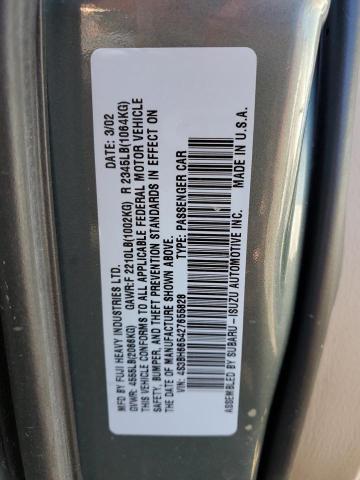 MFD BY FUJI HEAVY INDUSTRIES LTD. DATE: 3/02
GVWR: 4555LB(2066KG) GAWR:F 2210LB(1002KG) R 2345LB(1064KG)
THIS VEHICLE CONFORMS TO ALL APPLICABLE FEDERAL MOTOR VEHICLE
SAFETY, BUMPER, AND THEFT PREVENTION STANDARDS IN EFFECT ON
DATE OF MANUFACTURE SHOWN ABOVE.
VIN: 4S3BH665427655828 TYPE: PASSENGER CAR
ASSEMBLED BY SUBARU-ISUZU AUTOMOTIVE INC. MADE IN U.S.A.